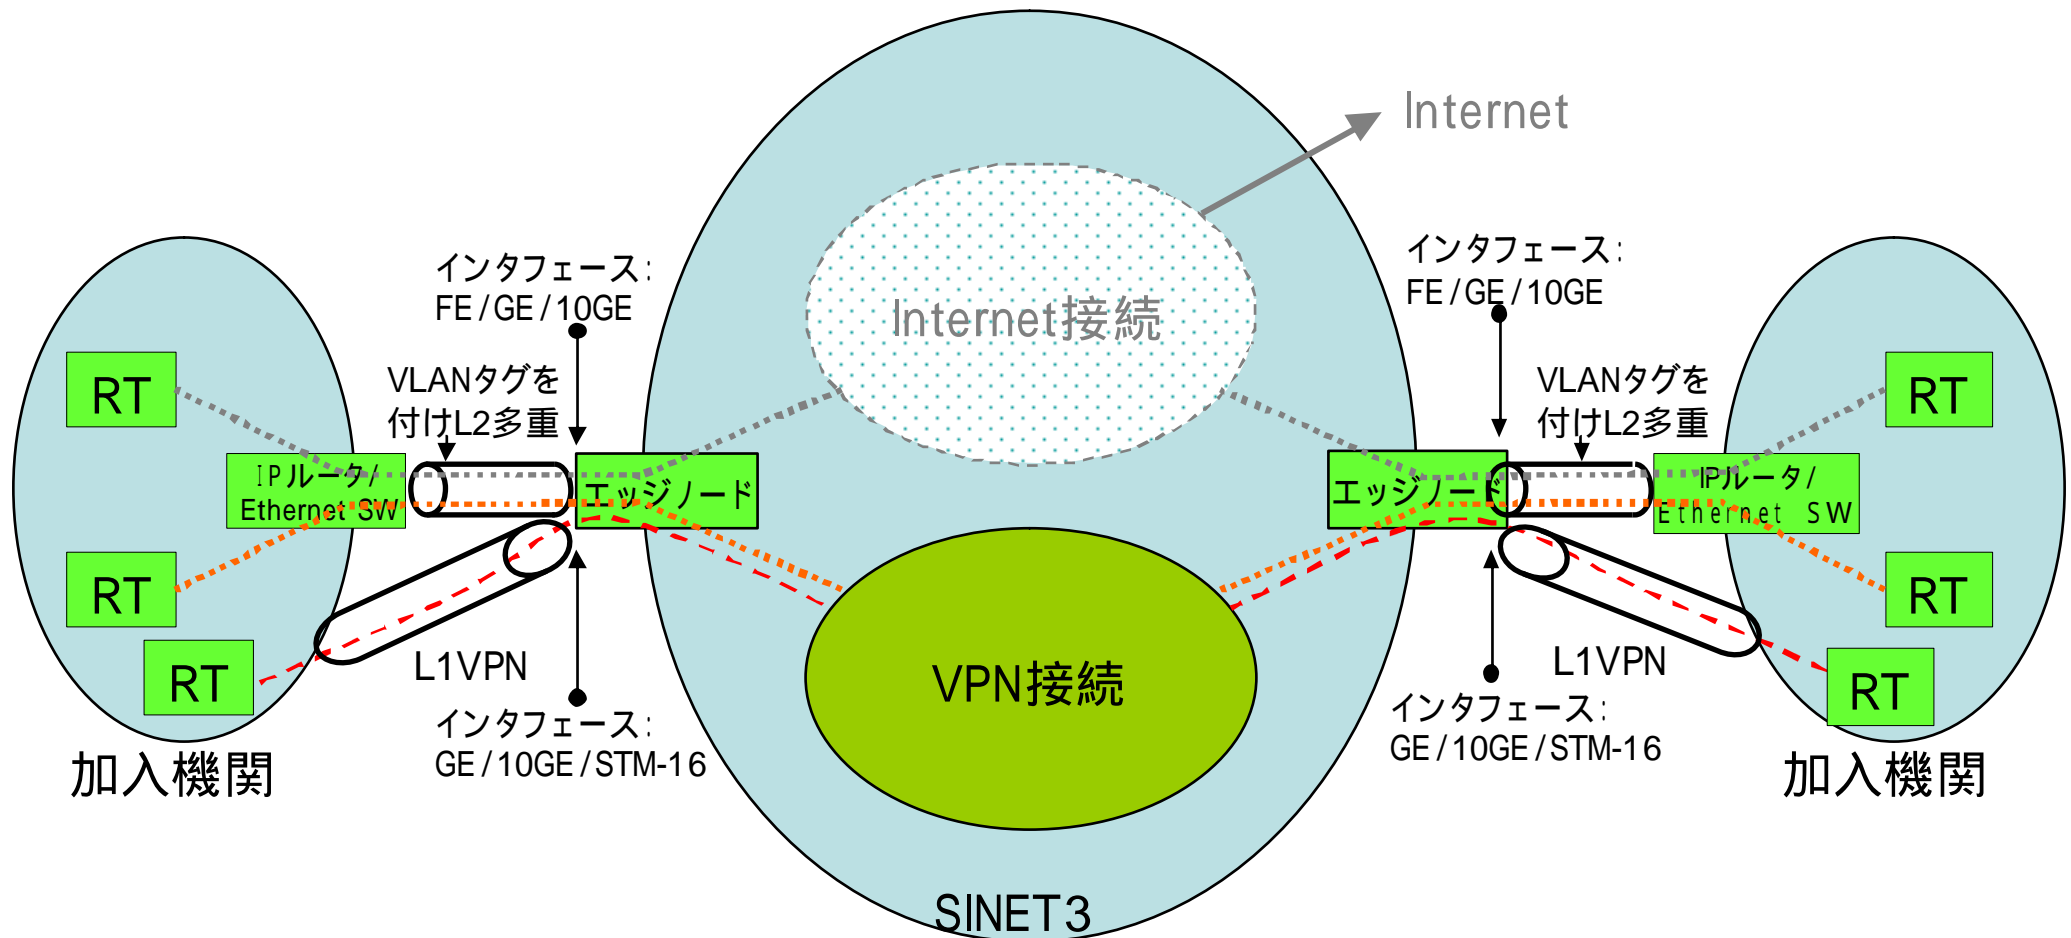 Internet
インタフェース:
FE/GE/10GE
インタフェース:
FE/GE/10GE
Internet接続
VLANタグを
付けL2多重
VLANタグを
付けL2多重
RT
RT
IPルータ/
Ethernet SW
エッジノード
エッジノード
IPルータ/
Ethernet SW
RT
RT
RT
L1VPN
VPN接続
L1VPN
RT
インタフェース:
GE/10GE/STM-16
インタフェース:
GE/10GE/STM-16
加入機関
加入機関
SINET3